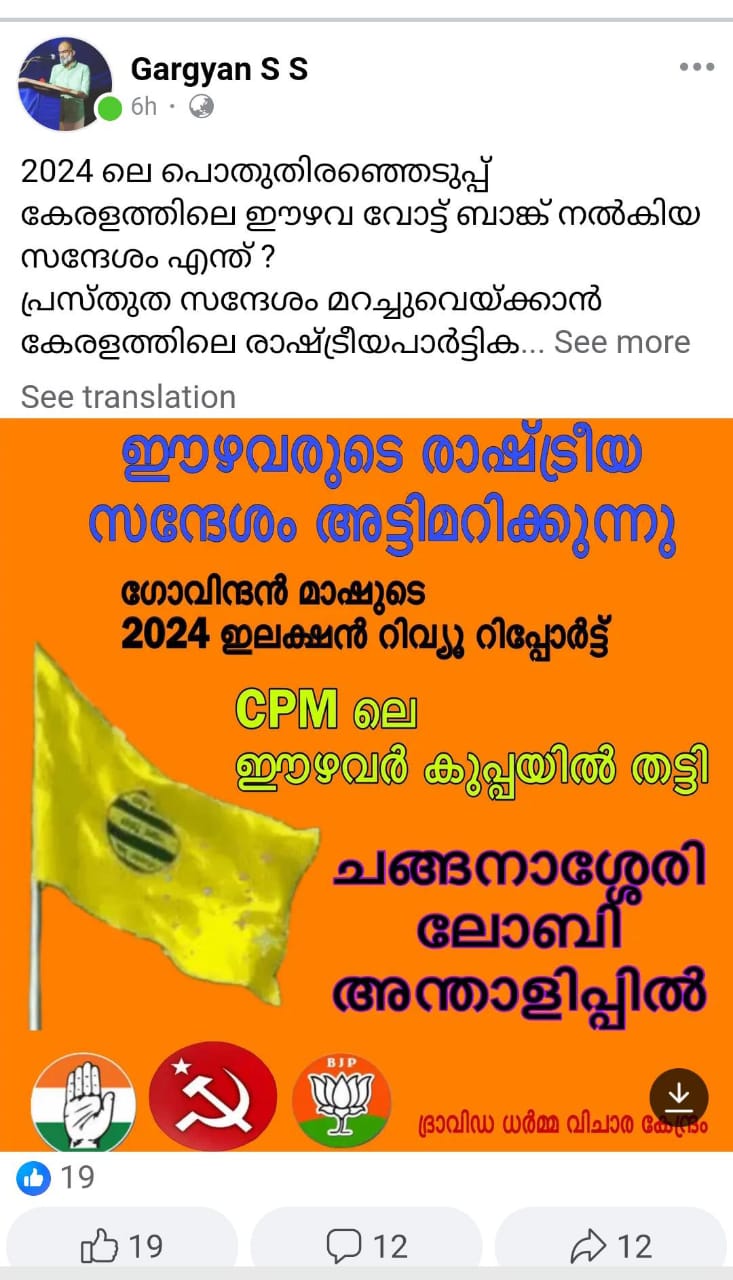 Gargyan S S
6h ·
2024 ലെ പൊതുതിരഞ്ഞെടുപ്പ്
കേരളത്തിലെ ഈഴവ വോട്ട് ബാങ്ക് നൽകിയ
സന്ദേശം എന്ത് ?
പ്രസ്തുത സന്ദേശം മറച്ചുവെയ്ക്കാൻ
കേരളത്തിലെ രാഷ്ട്രീയപാർട്ടിക... See more
See translation
ഈഴവരുടെ രാഷ്ട്രീയ
സന്ദേശം അട്ടിമറിക്കുന്നു
ഗോവിന്ദൻ മാഷുടെ
2024 ഇലക്ഷൻ റിവ്യൂ റിപ്പോർട്ട്
CPM ലെ
ഈഴവർ കുപ്പയിൽ തട്ടി
ചങ്ങനാശ്ശേരി
ലോബി
അന്താളിപ്പിൽ
BJP
ദ്രാവിഡ ധർമ്മ വിചാര കേന്ദ്രം
19
19
12
12